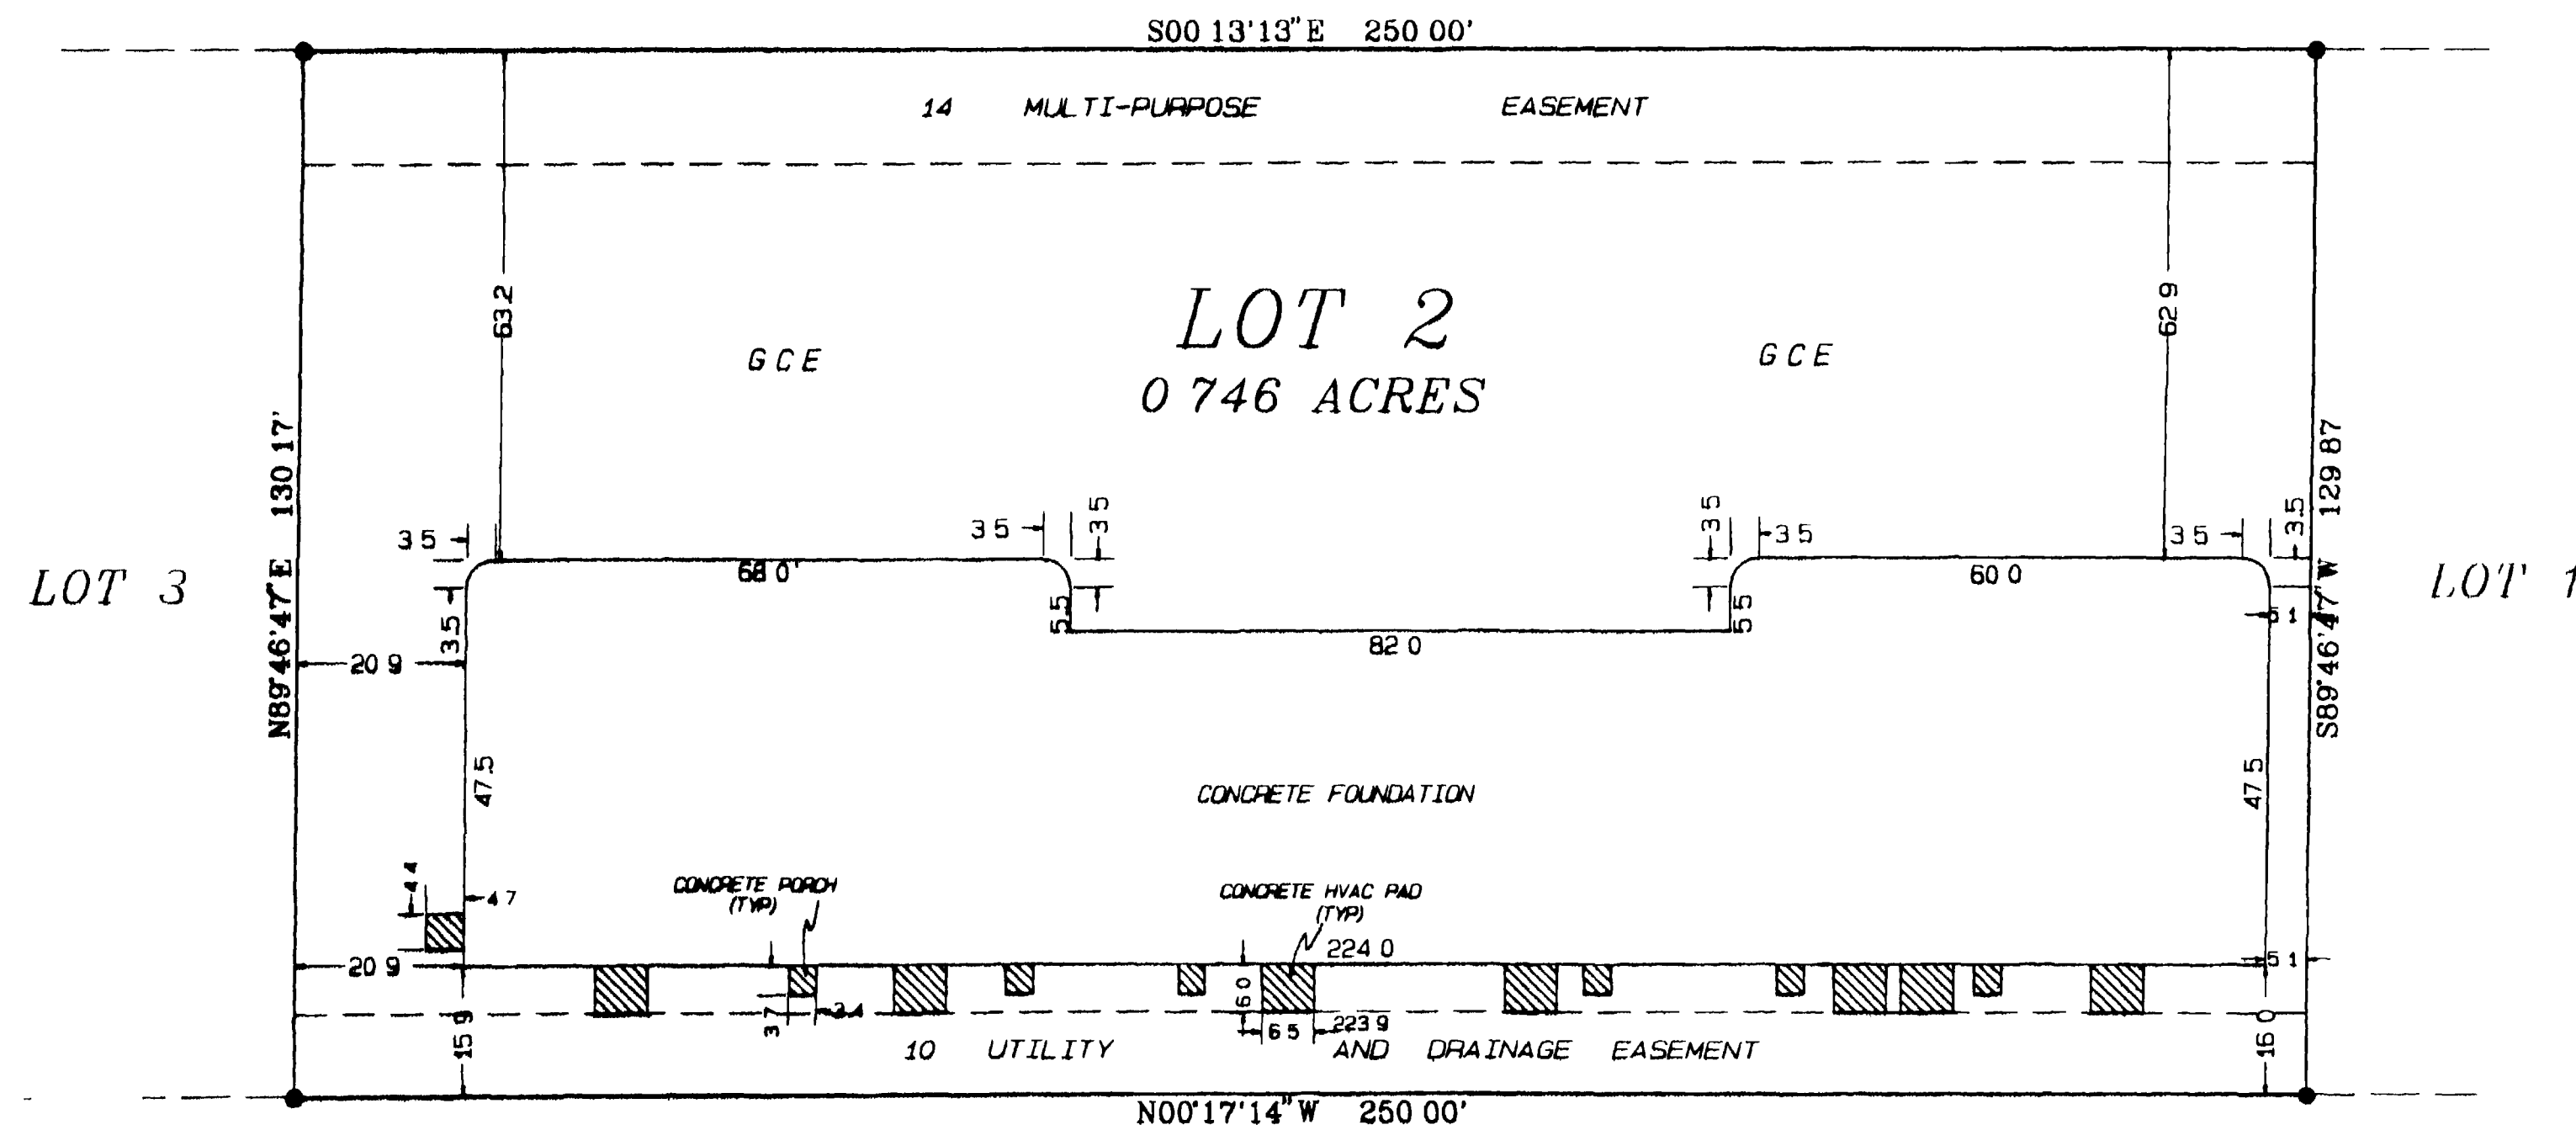 S00 13'13"E 250 00'
14 MULTI-PURPOSE EASEMENT
63.2
62 9
LOT 2
0 746 ACRES
G C E
G C E
N89°46'47"E 130 17'
S89°46'47"W 129 87
LOT 3
LOT 1
3 5
3 5
3 5
3 5
3 5
3 5
3.5
68 0'
60 0
3.5
5.5
5 5
5 1
82 0
20 9
47.5
47 5
CONCRETE FOUNDATION
4 4
4 7
CONCRETE PORCH
(TYP)
CONCRETE HVAC PAD
(TYP)
224 0
20 9
5 1
15 9
3 7
3.4
6 0
6 5
223 9
16 0
10 UTILITY AND DRAINAGE EASEMENT
N00°17'14"W 250 00'